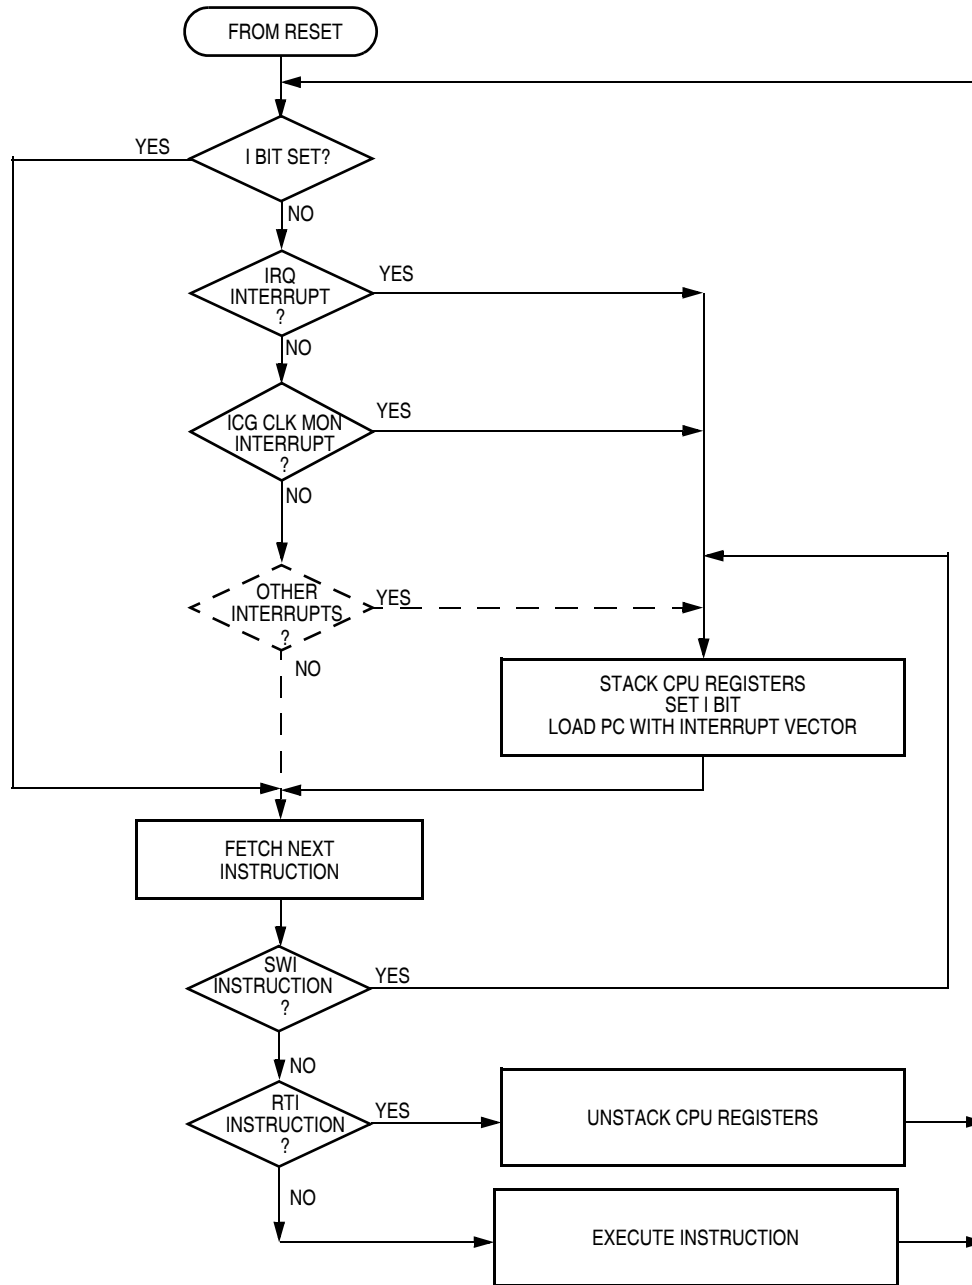 FROM RESET
YES
I BIT SET?
NO
IRQ
INTERRUPT
?
YES
NO
ICG CLK MON
INTERRUPT
?
YES
NO
OTHER
INTERRUPTS
?
YES
NO
STACK CPU REGISTERS
SET I BIT
LOAD PC WITH INTERRUPT VECTOR
FETCH NEXT
INSTRUCTION
SWI
INSTRUCTION
?
YES
NO
RTI
INSTRUCTION
?
YES
UNSTACK CPU REGISTERS
NO
EXECUTE INSTRUCTION